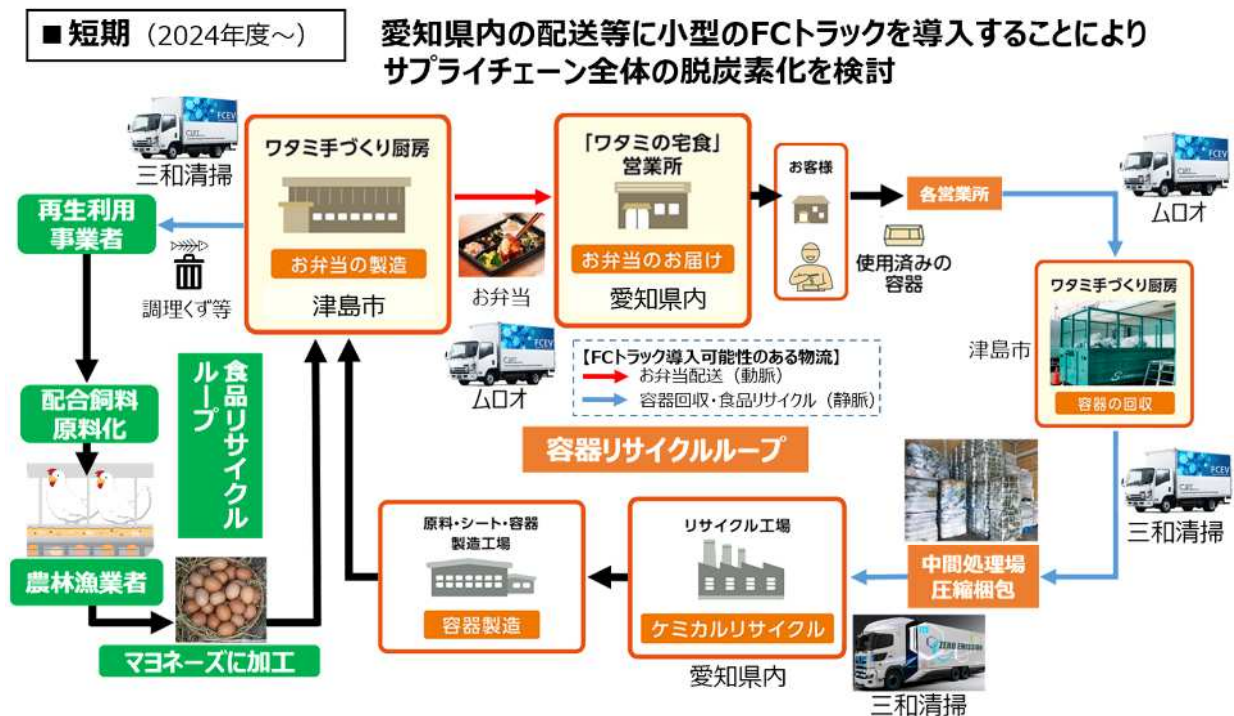 ■短期（2024年度～）
愛知県内の配送等に小型のFCトラックを導入することにより
サプライチェーン全体の脱炭素化を検討
FCEV
三和清掃
再生利用
事業者
調理くず等
ワタミ手づくり厨房
お弁当の製造
津島市
お弁当
「ワタミの宅食」
営業所
お弁当のお届け
愛知県内
お客様
使用済みの
容器
各営業所
FCEV
ムロオ
ワタミ手づくり厨房
容器の回収
津島市
FCEV
ムロオ
【FCトラック導入可能性のある物流】
お弁当配送（動脈）
容器回収・食品リサイクル（静脈）
配合飼料
原料化
食品リサイクル
ループ
容器リサイクルループ
FCEV
三和清掃
農林漁業者
マヨネーズに加工
原料・シート・容器
製造工場
容器製造
リサイクル工場
ケミカルリサイクル
愛知県内
中間処理場
圧縮梱包
ZERO EMISSION
三和清掃